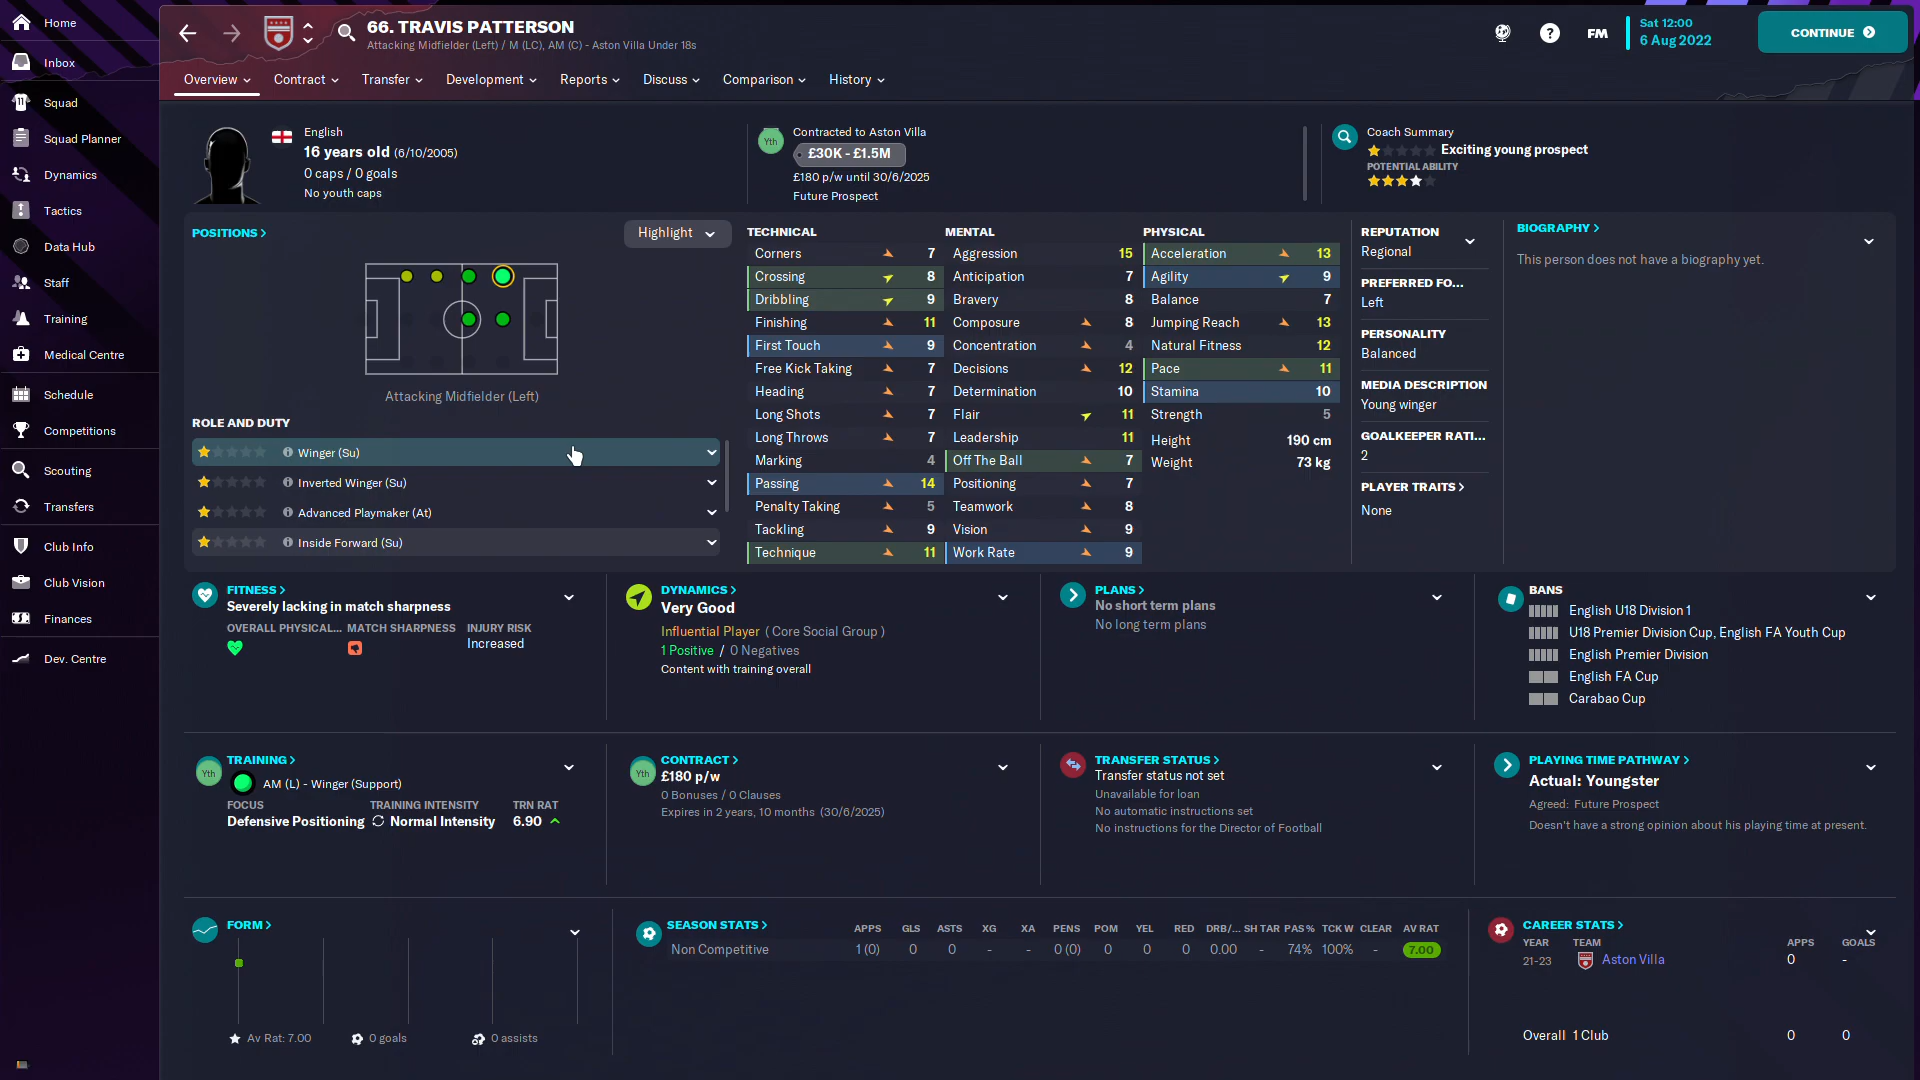 Home
Inbox
Squad
Squad Planner
Dynamics
Tactics
Data Hub
Staff
Training
Medical Centre
Schedule
Competitions
Scouting
Transfers
Club Info
Club Vision
Finances
Dev. Centre
66. TRAVIS PATTERSON
Attacking Midfielder (Left) / M (LC), AM (C) - Aston Villa Under 18s
? FM
Sat 12:00
6 Aug 2022
CONTINUE
Overview Contract Transfer Development Reports Discuss Comparison History
English
16 years old (6/10/2005)
0 caps / 0 goals
No youth caps
Yth
Contracted to Aston Villa
£30K - £1.5M
£180 p/w until 30/6/2025
Future Prospect
Coach Summary
Exciting young prospect
POTENTIAL ABILITY
POSITIONS
Highlight
Attacking Midfielder (Left)
ROLE AND DUTY
Winger (Su)
Inverted Winger (Su)
Advanced Playmaker (At)
Inside Forward (Su)
TECHNICAL
Corners 7
Crossing 8
Dribbling 9
Finishing 11
First Touch 9
Free Kick Taking 7
Heading 7
Long Shots 7
Long Throws 7
Marking 4
Passing 14
Penalty Taking 5
Tackling 9
Technique 11
MENTAL
Aggression 15
Anticipation 7
Bravery 8
Composure 8
Concentration 4
Decisions 12
Determination 10
Flair 11
Leadership 11
Off The Ball 7
Positioning 7
Teamwork 8
Vision 9
Work Rate 9
PHYSICAL
Acceleration 13
Agility 9
Balance 7
Jumping Reach 13
Natural Fitness 12
Pace 11
Stamina 10
Strength 5
Height 190 cm
Weight 73 kg
REPUTATION
Regional
PREFERRED FO...
Left
PERSONALITY
Balanced
MEDIA DESCRIPTION
Young winger
GOALKEEPER RATI...
2
PLAYER TRAITS
None
BIOGRAPHY
This person does not have a biography yet.
FITNESS
Severely lacking in match sharpness
OVERALL PHYSICAL... MATCH SHARPNESS INJURY RISK
Increased
DYNAMICS
Very Good
Influential Player ( Core Social Group )
1 Positive / 0 Negatives
Content with training overall
PLANS
No short term plans
No long term plans
BANS
English U18 Division 1
U18 Premier Division Cup, English FA Youth Cup
English Premier Division
English FA Cup
Carabao Cup
Yth
TRAINING
AM (L) - Winger (Support)
FOCUS TRAINING INTENSITY TRN RAT
Defensive Positioning Normal Intensity 6.90
Yth
CONTRACT
£180 p/w
0 Bonuses / 0 Clauses
Expires in 2 years, 10 months (30/6/2025)
TRANSFER STATUS
Transfer status not set
Unavailable for loan
No automatic instructions set
No instructions for the Director of Football
PLAYING TIME PATHWAY
Actual: Youngster
Agreed: Future Prospect
Doesn't have a strong opinion about his playing time at present.
FORM
Av Rat: 7.00 0 goals 0 assists
SEASON STATS APPS GLS ASTS XG XA PENS POM YEL RED DRB/... SH TAR PAS % TCK W CLEAR AV RAT
Non Competitive 1 (0) 0 0 - - 0 (0) 0 0 0 0.00 - 74% 100% - 7.00
CAREER STATS
YEAR TEAM APPS GOALS
21-23 Aston Villa 0 -
Overall 1 Club 0 0